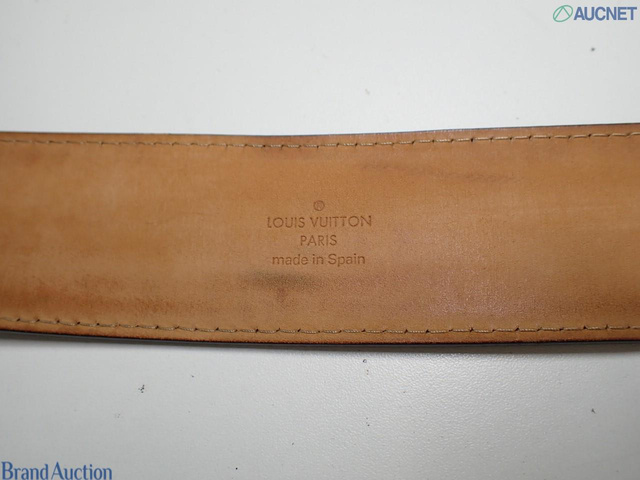 AUCNET
LOUIS VUITTON
PARIS
made in Spain
Brand Auction